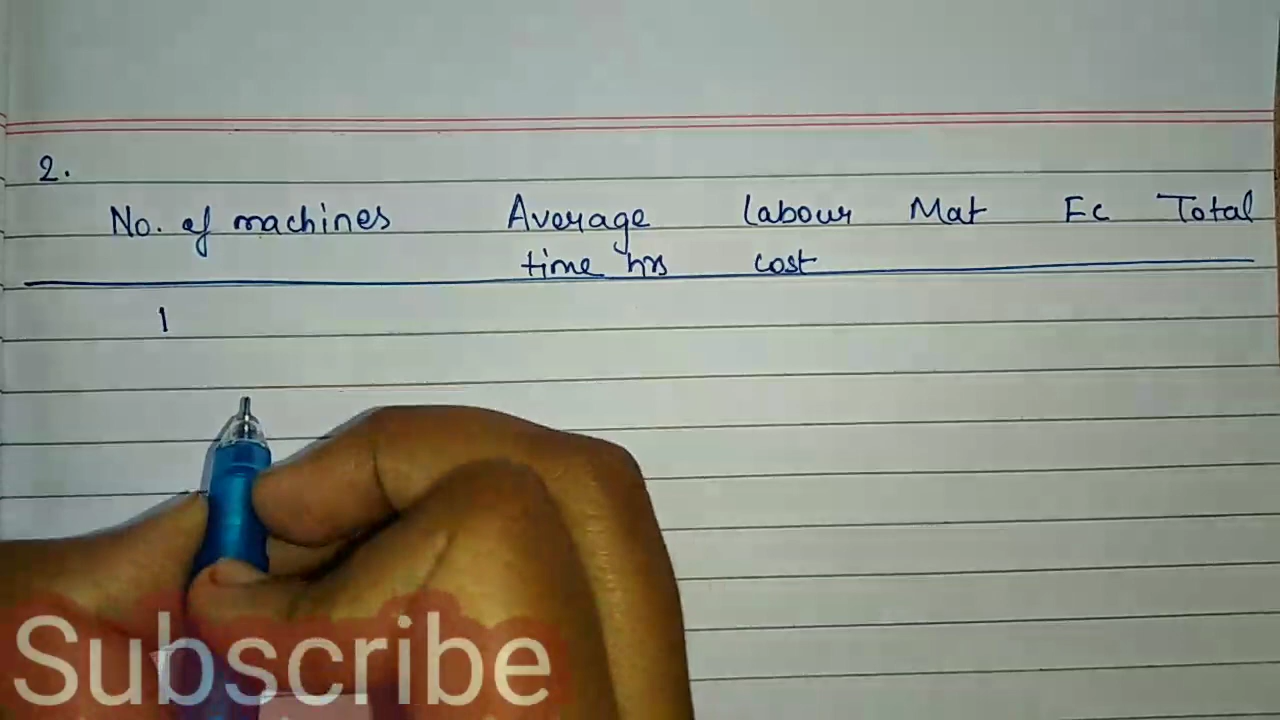 2.
No. of machines Average Labour Mat Fc Total
time hrs cost
1
Subscribe